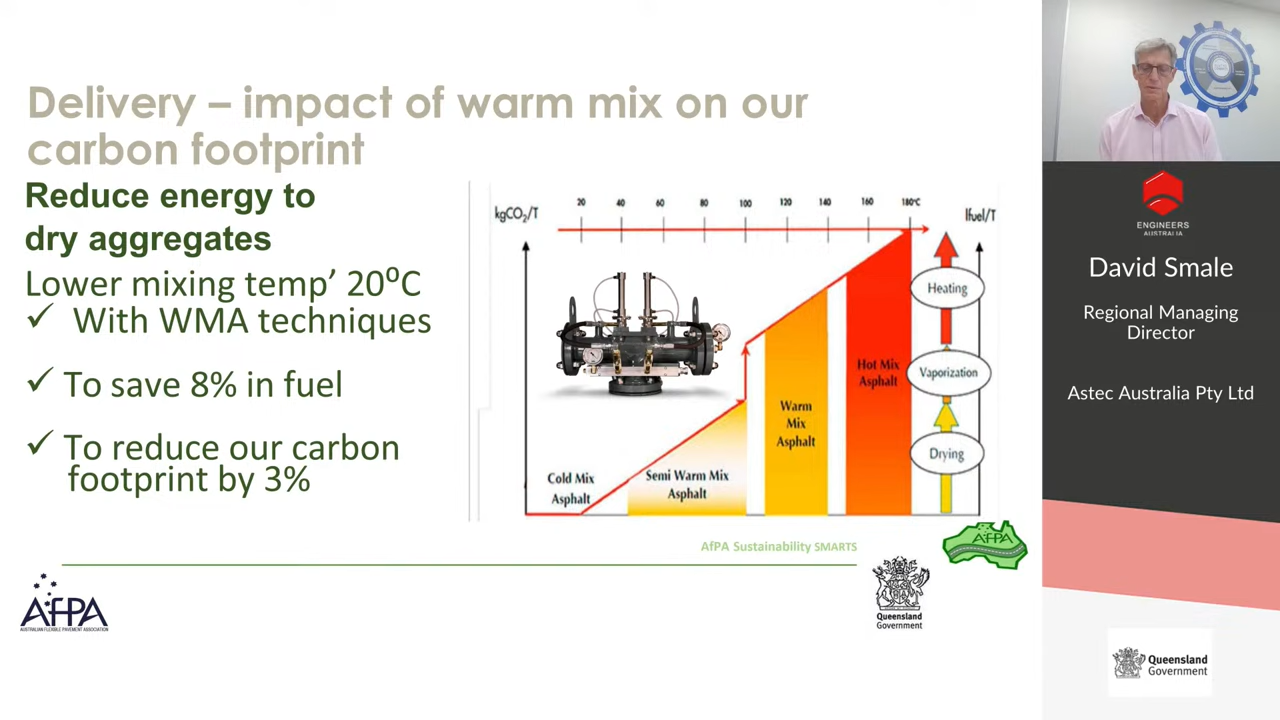 Delivery – impact of warm mix on our
carbon footprint
Reduce energy to
dry aggregates
Lower mixing temp’ 20⁰C
✓ With WMA techniques
✓ To save 8% in fuel
✓ To reduce our carbon
footprint by 3%
kgCO₂/T
20 40 60 80 100 120 140 160 180°C
lfuel/T
Heating
Vaporization
Drying
Hot Mix
Asphalt
Warm
Mix
Asphalt
Semi Warm Mix
Asphalt
Cold Mix
Asphalt
AfPA Sustainability SMARTS
AfPA
AfPA
AUSTRALIAN FLEXIBLE PAVEMENT ASSOCIATION
Queensland
Government
ENGINEERS
AUSTRALIA
David Smale
Regional Managing
Director
Astec Australia Pty Ltd
Queensland
Government